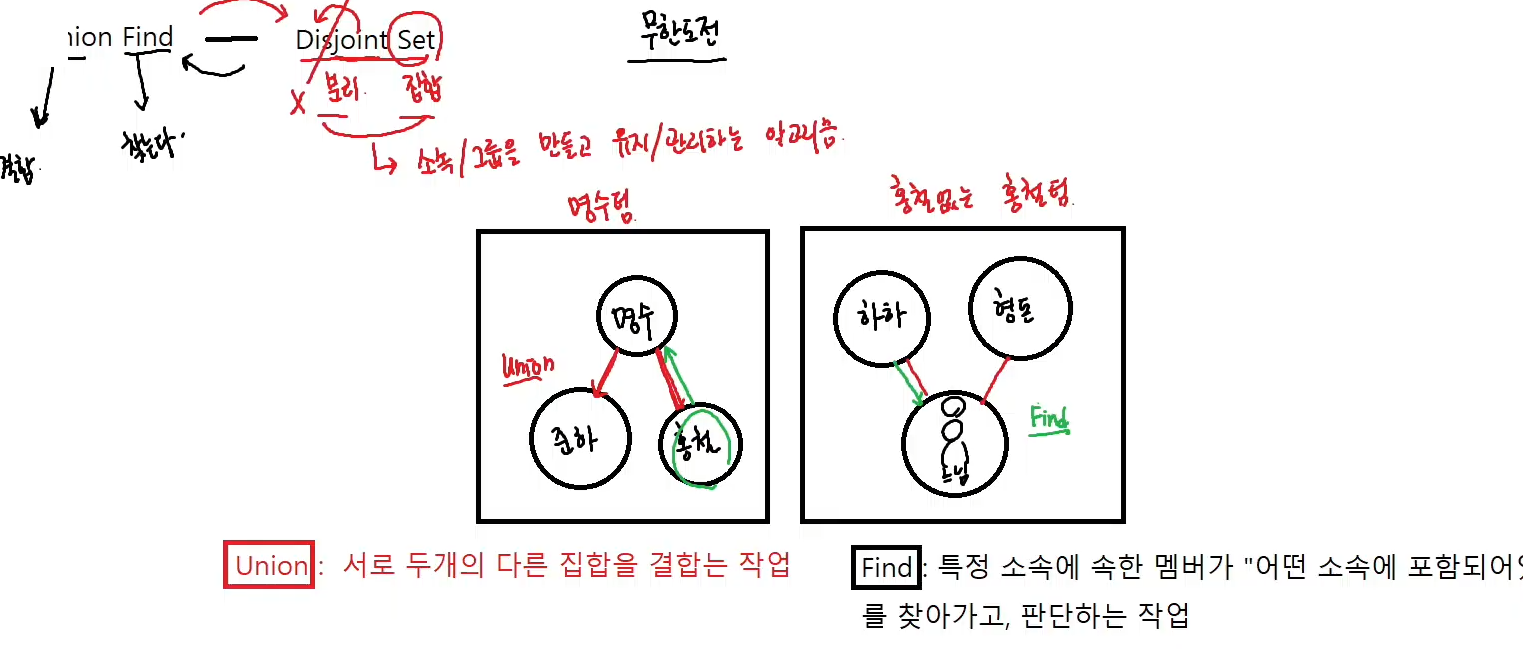 nion Find — Disjoint Set
무한도전
X 분리. 집합
결합.
찾는다.
↳ 소속/그룹을 만들고 유지/관리하는 알고리즘.
명수팀.
홍철없는 홍철팀.
명수
하하
형돈
Union
준하
홍철
느님
Find
Union : 서로 두개의 다른 집합을 결합는 작업
Find : 특정 소속에 속한 멤버가 "어떤 소속에 포함되어
를 찾아가고, 판단하는 작업